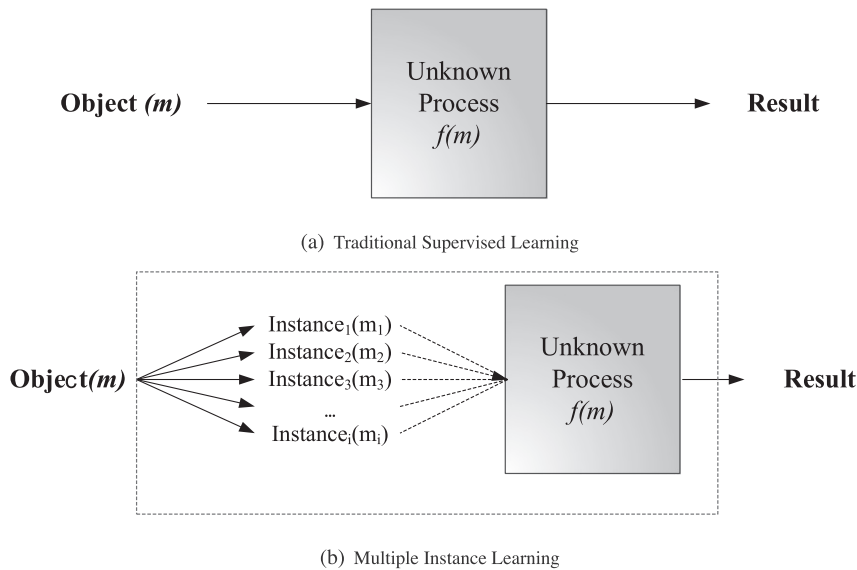 Object (m)
Unknown
Process
f(m)
Result
(a) Traditional Supervised Learning
Object(m)
Instance₁(m₁)
Instance₂(m₂)
Instance₃(m₃)
...
Instanceᵢ(mᵢ)
Unknown
Process
f(m)
Result
(b) Multiple Instance Learning